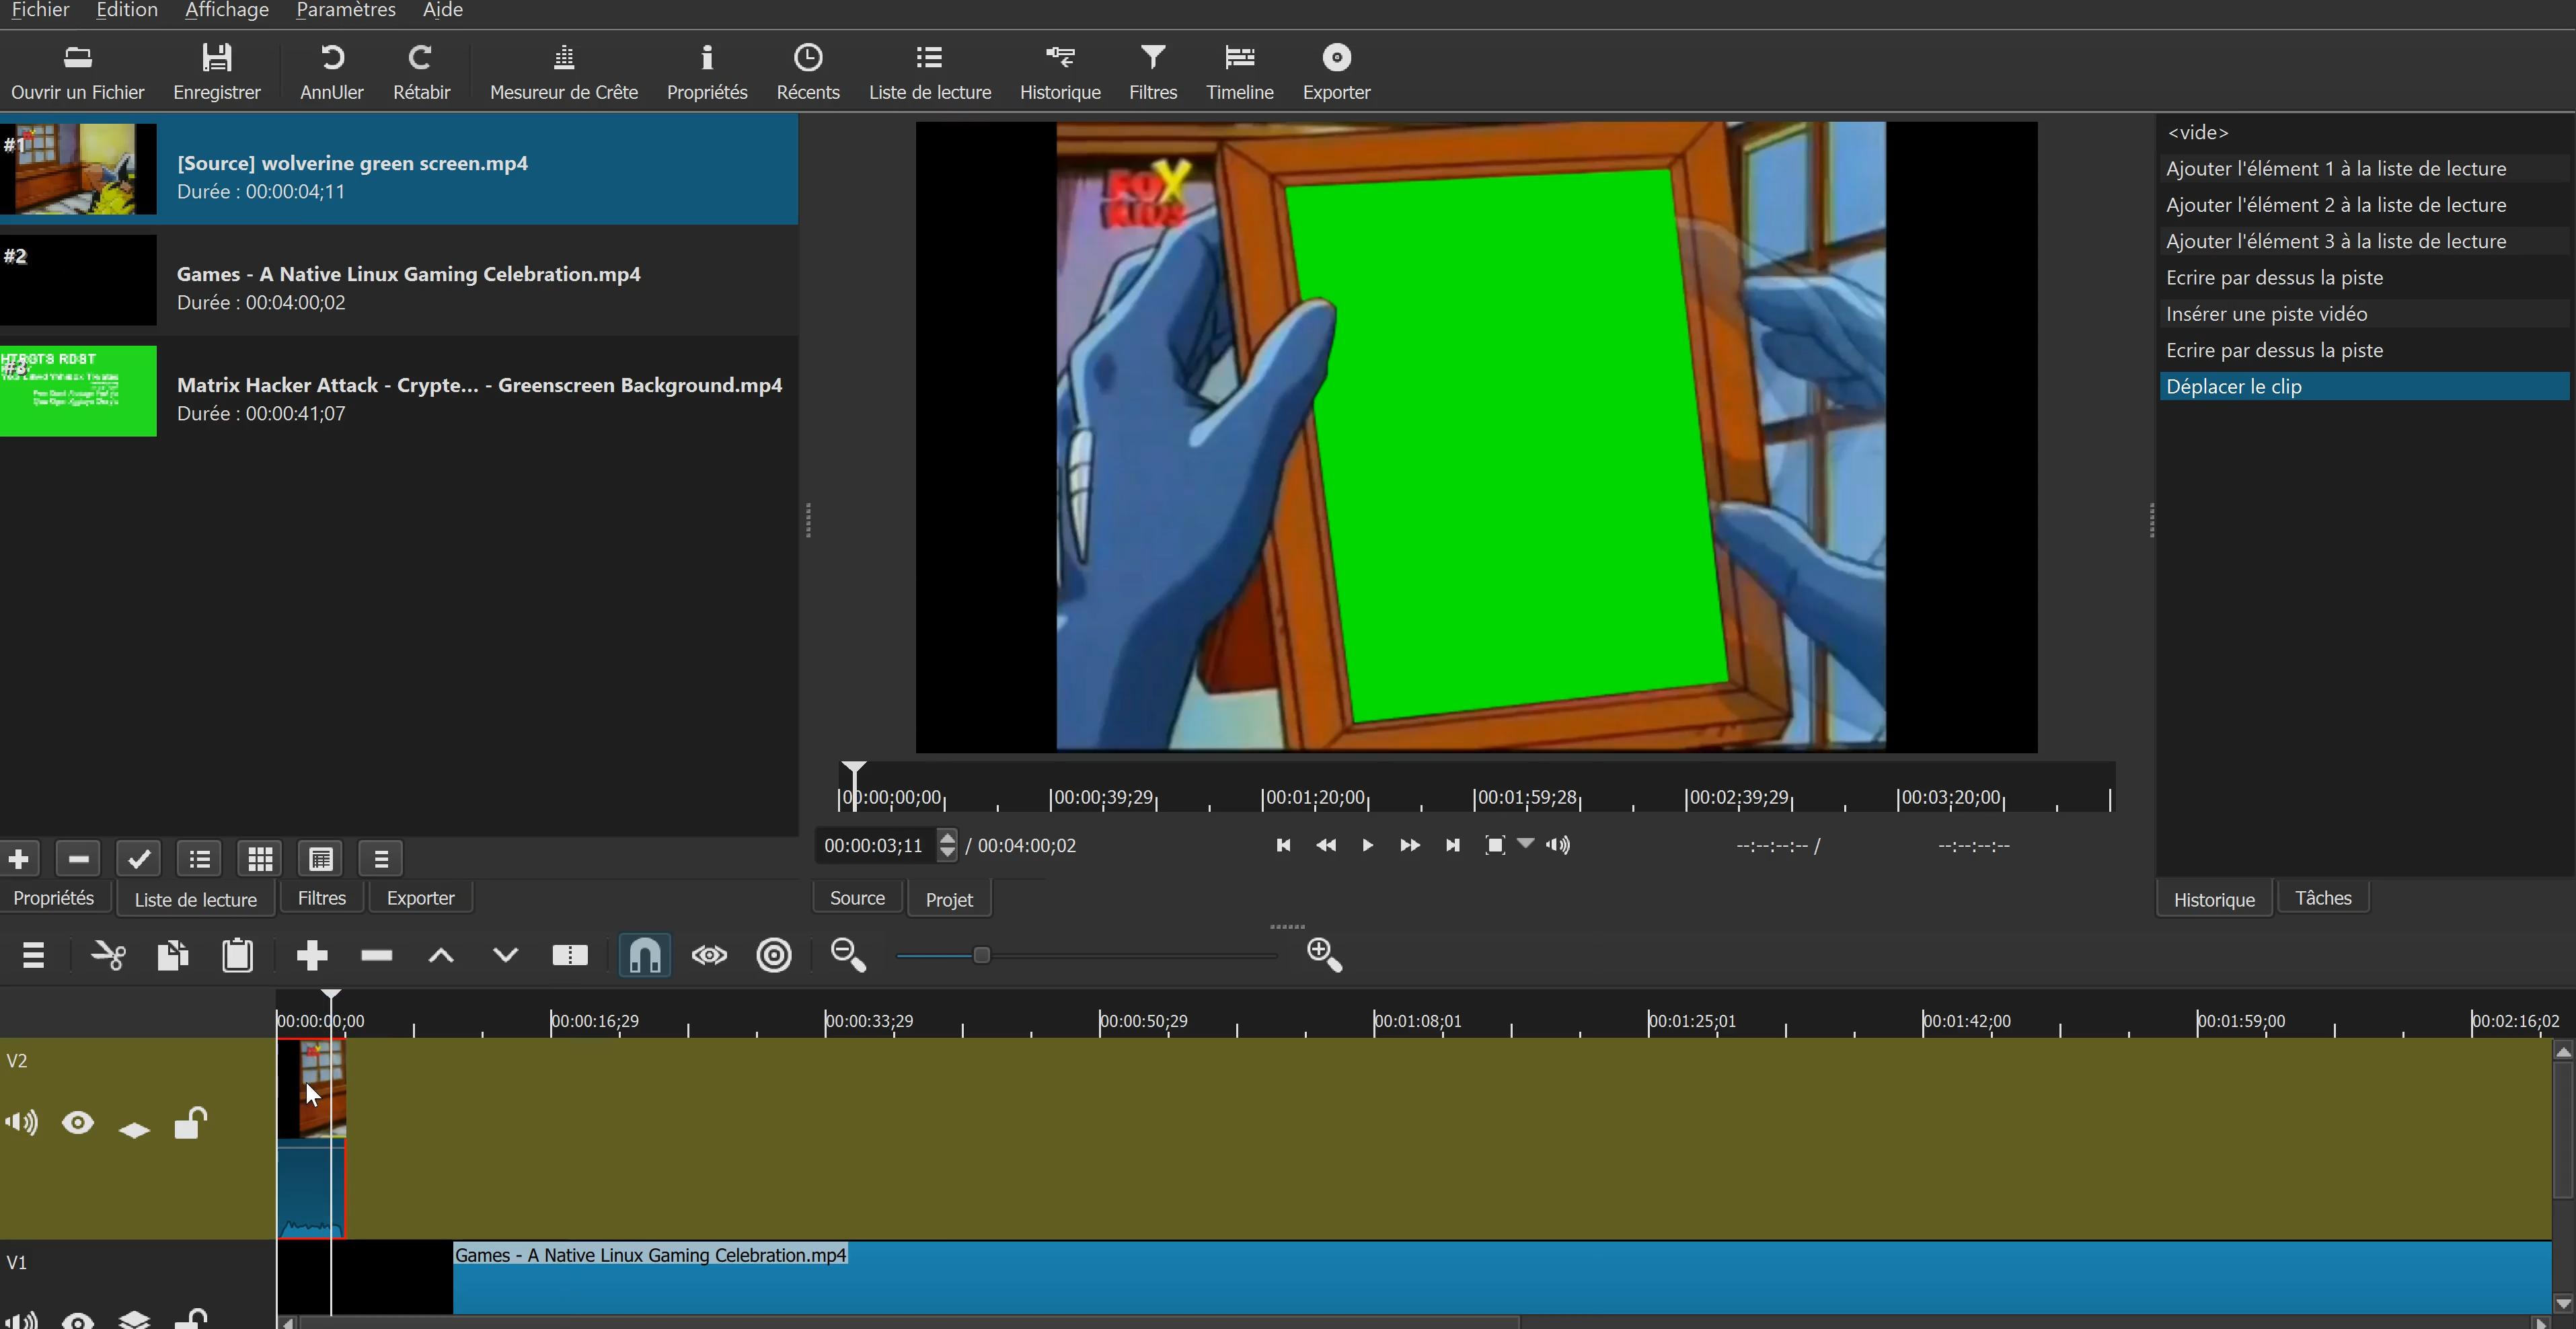 Fichier Edition Affichage Paramètres Aide
Ouvrir un Fichier Enregistrer AnnUler Rétabir Mesureur de Crête Propriétés Récents Liste de lecture Historique Filtres Timeline Exporter
#1
[Source] wolverine green screen.mp4
Durée : 00:00:04;11
#2
Games - A Native Linux Gaming Celebration.mp4
Durée : 00:04:00;02
#3
Matrix Hacker Attack - Crypte... - Greenscreen Background.mp4
Durée : 00:00:41;07
FOX
KIDS
<vide>
Ajouter l'élément 1 à la liste de lecture
Ajouter l'élément 2 à la liste de lecture
Ajouter l'élément 3 à la liste de lecture
Ecrire par dessus la piste
Insérer une piste vidéo
Ecrire par dessus la piste
Déplacer le clip
00:00:00;00 00:00:39;29 00:01:20;00 00:01:59;28 00:02:39;29 00:03:20;00
00:00:03;11 / 00:04:00;02 --:--:--:-- / --:--:--:--
Propriétés Liste de lecture Filtres Exporter
Source Projet
Historique Tâches
00:00:00;00 00:00:16;29 00:00:33;29 00:00:50;29 00:01:08;01 00:01:25;01 00:01:42;00 00:01:59;00 00:02:16;02
V2
V1
Games - A Native Linux Gaming Celebration.mp4